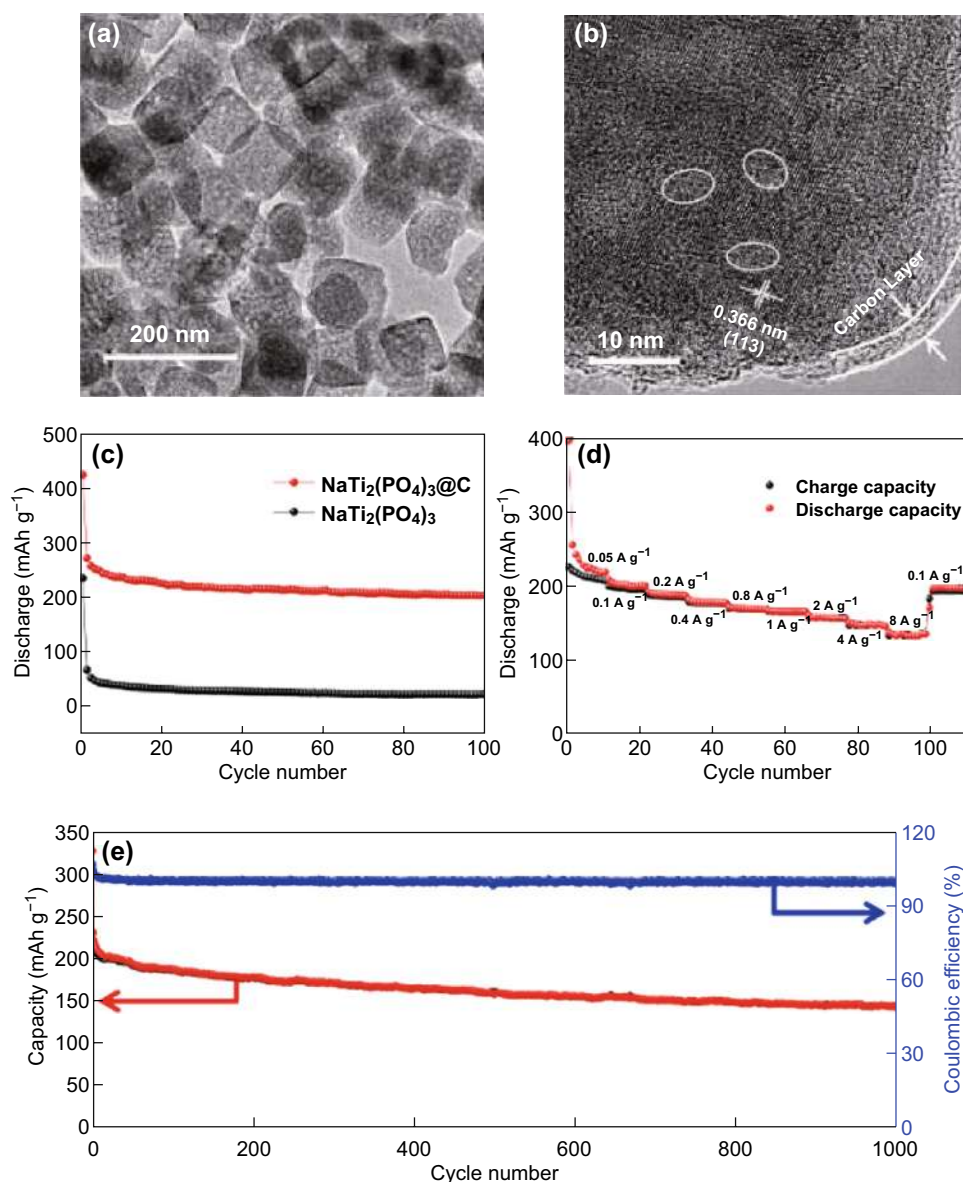 (a)
200 nm
(b)
Carbon Layer
0.366 nm
(113)
10 nm
(c)
500
400
300
200
100
0
Discharge (mAh g⁻¹)
NaTi₂(PO₄)₃@C
NaTi₂(PO₄)₃
0 20 40 60 80 100
Cycle number
(d)
400
300
200
100
0
Discharge (mAh g⁻¹)
Charge capacity
Discharge capacity
0.05 A g⁻¹
0.1 A g⁻¹
0.2 A g⁻¹
0.4 A g⁻¹
0.8 A g⁻¹
1 A g⁻¹
2 A g⁻¹
4 A g⁻¹
8 A g⁻¹
0.1 A g⁻¹
0 20 40 60 80 100
Cycle number
(e)
350
300
250
200
150
100
50
0
Capacity (mAh g⁻¹)
120
90
60
30
0
Coulombic efficiency (%)
0 200 400 600 800 1000
Cycle number